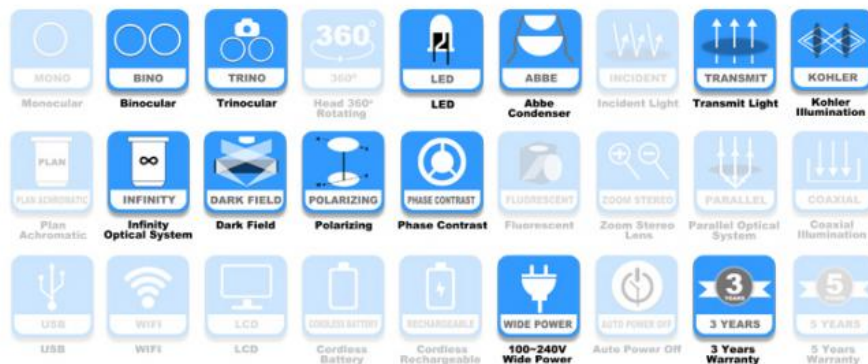 360°
MONO BINO TRINO 360° LED ABBE INCIDENT TRANSMIT KOHLER
Monocular Binocular Trinocular Head 360° Rotating LED Abbe Condenser Incident Light Transmit Light Kohler Illumination
PLAN ∞
PLAN ACHROMATIC INFINITY DARK FIELD POLARIZING PHASE CONTRAST FLUORESCENT ZOOM STEREO PARALLEL COAXIAL
Plan Achromatic Infinity Optical System Dark Field Polarizing Phase Contrast Fluorescent Zoom Stereo Lens Parallel Optical System Coaxial Illumination
3 YEARS 5 YEARS
USB WIFI LCD CORDLESS BATTERY RECHARGEABLE WIDE POWER AUTO POWER OFF 3 YEARS 5 YEARS
USB WIFI LCD Cordless Battery Cordless Rechargeable 100~240V Wide Power Auto Power Off 3 Years Warranty 5 Years Warranty